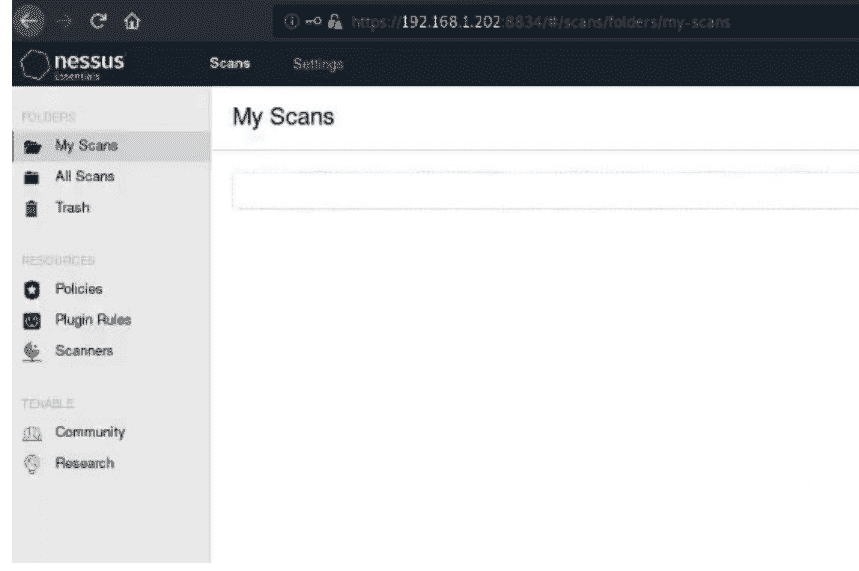 https://192.168.1.202:8834/#/scans/folders/my-scans
nessus
Essentials
Scans
Settings
FOLDERS
My Scans
All Scans
Trash
RESOURCES
Policies
Plugin Rules
Scanners
TENABLE
Community
Research
My Scans